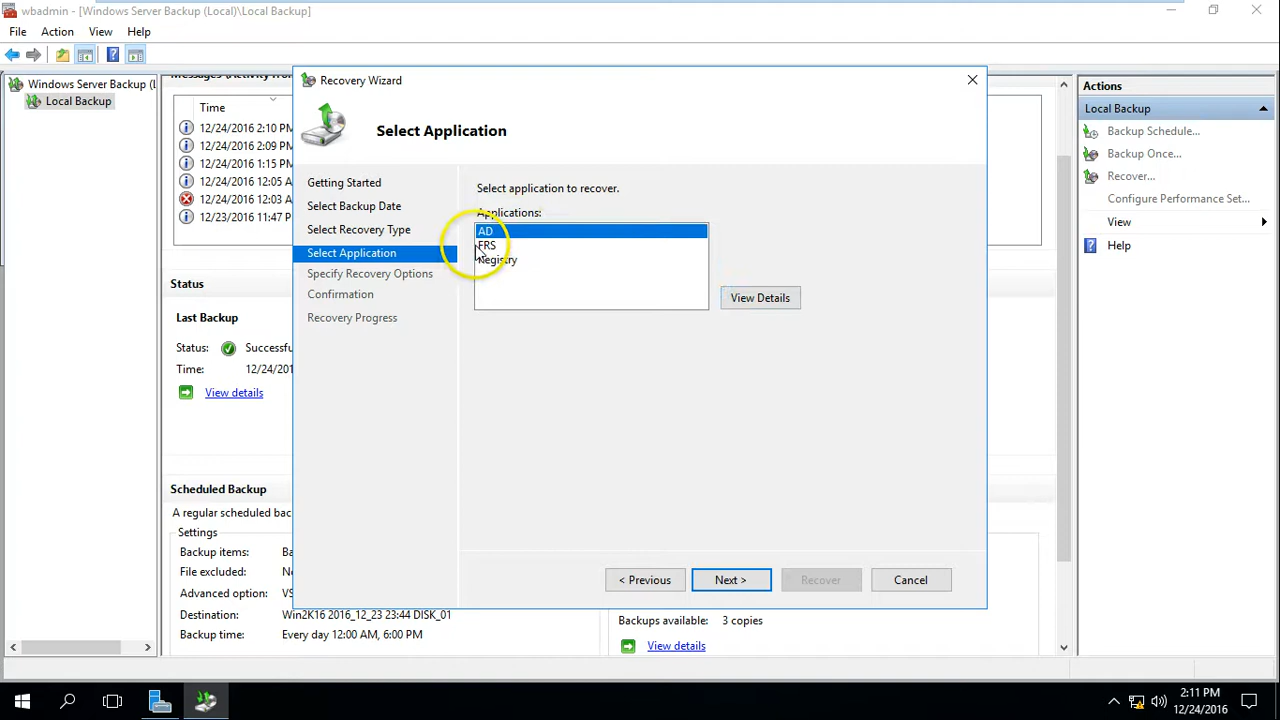 wbadmin - [Windows Server Backup (Local)\Local Backup]
File Action View Help
Windows Server Backup (L
Local Backup
Messages (Activity from
Time
12/24/2016 2:10 PM
12/24/2016 2:09 PM
12/24/2016 1:15 PM
12/24/2016 12:05 A
12/24/2016 12:03 A
12/23/2016 11:47 P
Status
Last Backup
Status: Successfu
Time: 12/24/201
View details
Scheduled Backup
A regular scheduled bac
Settings
Backup items: Ba
File excluded: No
Advanced option: VS
Destination: Win2K16 2016_12_23 23:44 DISK_01
Backup time: Every day 12:00 AM, 6:00 PM
Backups available: 3 copies
View details
Recovery Wizard
Select Application
Getting Started
Select Backup Date
Select Recovery Type
Select Application
Specify Recovery Options
Confirmation
Recovery Progress
Select application to recover.
Applications:
AD
FRS
Registry
View Details
< Previous
Next >
Recover
Cancel
Actions
Local Backup
Backup Schedule...
Backup Once...
Recover...
Configure Performance Set...
View
Help
2:11 PM
12/24/2016